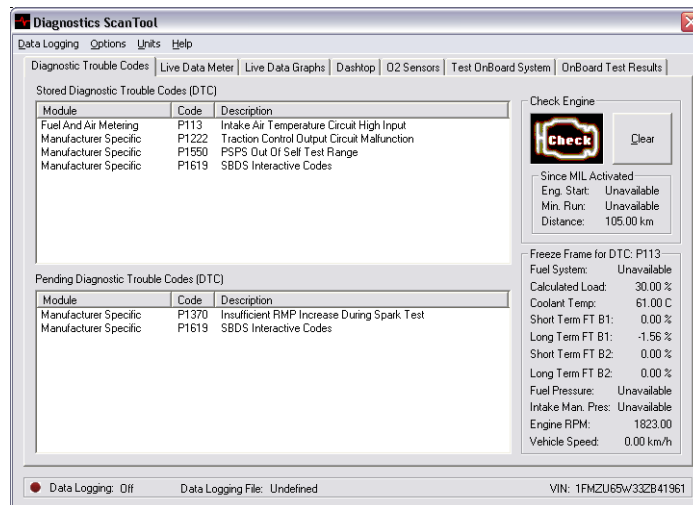 Diagnostics ScanTool
Data Logging Options Units Help
Diagnostic Trouble Codes Live Data Meter Live Data Graphs Dashtop O2 Sensors Test OnBoard System OnBoard Test Results
Stored Diagnostic Trouble Codes (DTC)
Module Code Description
Fuel And Air Metering P113 Intake Air Temperature Circuit High Input
Manufacturer Specific P1222 Traction Control Output Circuit Malfunction
Manufacturer Specific P1550 PSPS Out Of Self Test Range
Manufacturer Specific P1619 SBDS Interactive Codes
Pending Diagnostic Trouble Codes (DTC)
Module Code Description
Manufacturer Specific P1370 Insufficient RMP Increase During Spark Test
Manufacturer Specific P1619 SBDS Interactive Codes
Check Engine
Check
Clear
Since MIL Activated
Eng. Start: Unavailable
Min. Run: Unavailable
Distance: 105.00 km
Freeze Frame for DTC: P113
Fuel System: Unavailable
Calculated Load: 30.00 %
Coolant Temp: 61.00 C
Short Term FT B1: 0.00 %
Long Term FT B1: -1.56 %
Short Term FT B2: 0.00 %
Long Term FT B2: 0.00 %
Fuel Pressure: Unavailable
Intake Man. Pres: Unavailable
Engine RPM: 1823.00
Vehicle Speed: 0.00 km/h
Data Logging: Off Data Logging File: Undefined VIN: 1FMZU65W33ZB41961